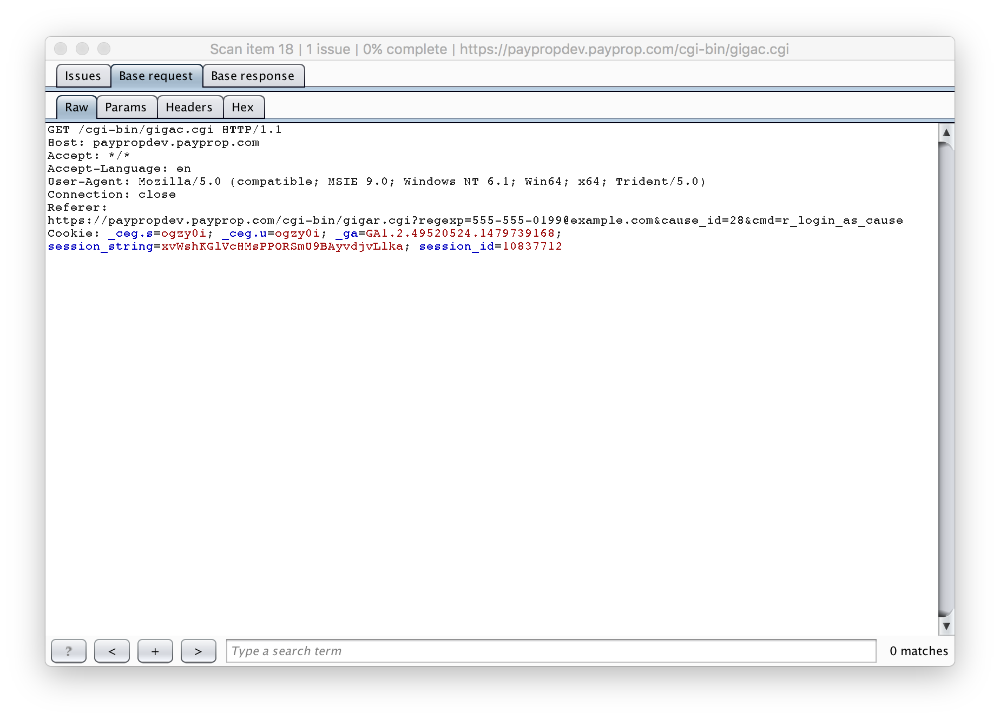 Scan item 18 | 1 issue | 0% complete | https://paypropdev.payprop.com/cgi-bin/gigac.cgi
Issues Base request Base response
Raw Params Headers Hex
GET /cgi-bin/gigac.cgi HTTP/1.1
Host: paypropdev.payprop.com
Accept: */*
Accept-Language: en
User-Agent: Mozilla/5.0 (compatible; MSIE 9.0; Windows NT 6.1; Win64; x64; Trident/5.0)
Connection: close
Referer:
https://paypropdev.payprop.com/cgi-bin/gigar.cgi?regexp=555-555-0199@example.com&cause_id=28&cmd=r_login_as_cause
Cookie: _ceg.s=ogzy0i; _ceg.u=ogzy0i; _ga=GA1.2.49520524.1479739168;
session_string=xvWshKGlVcHMsPPORSmU9BAyvdjvLlka; session_id=10837712
? < + > Type a search term 0 matches